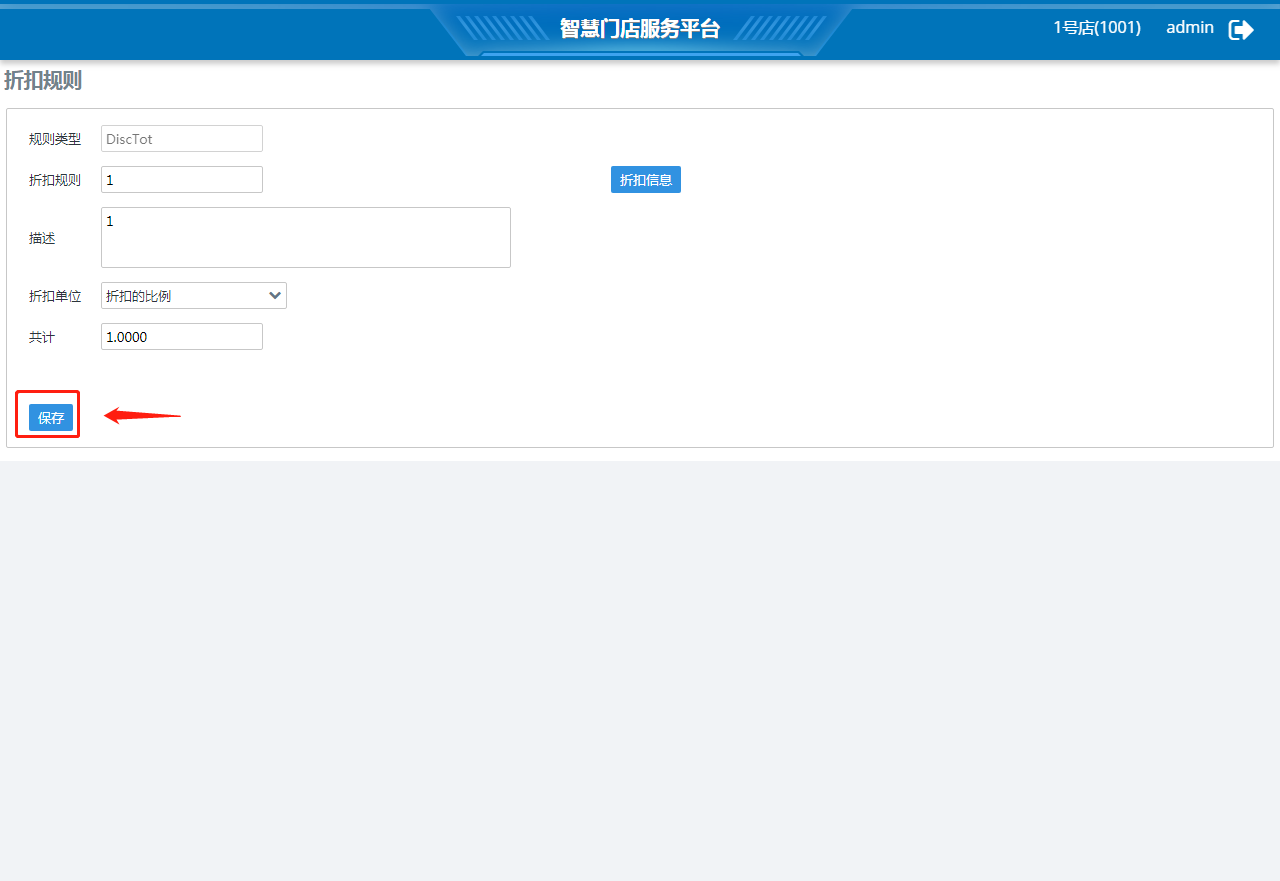 智慧门店服务平台
1号店(1001) admin
折扣规则
规则类型 DiscTot
折扣规则 1 折扣信息
描述 1
折扣单位 折扣的比例
共计 1.0000
保存